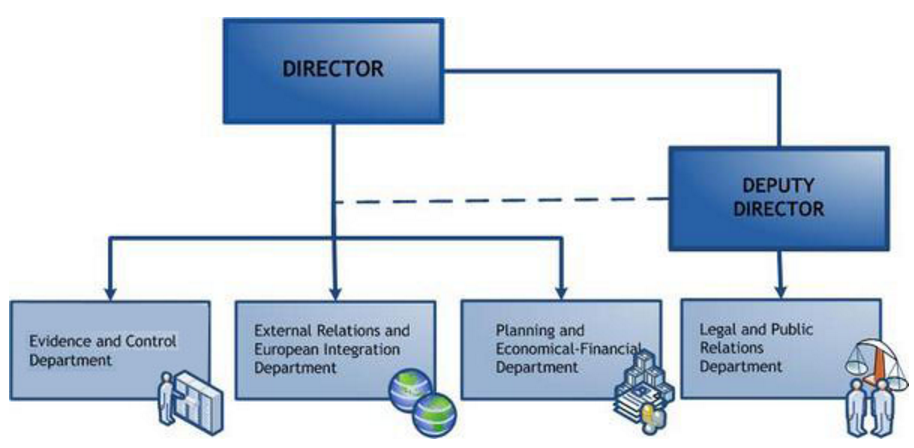 DIRECTOR
DEPUTY
DIRECTOR
Evidence and Control
Department
External Relations and
European Integration
Department
Planning and
Economical-Financial
Department
Legal and Public
Relations
Department